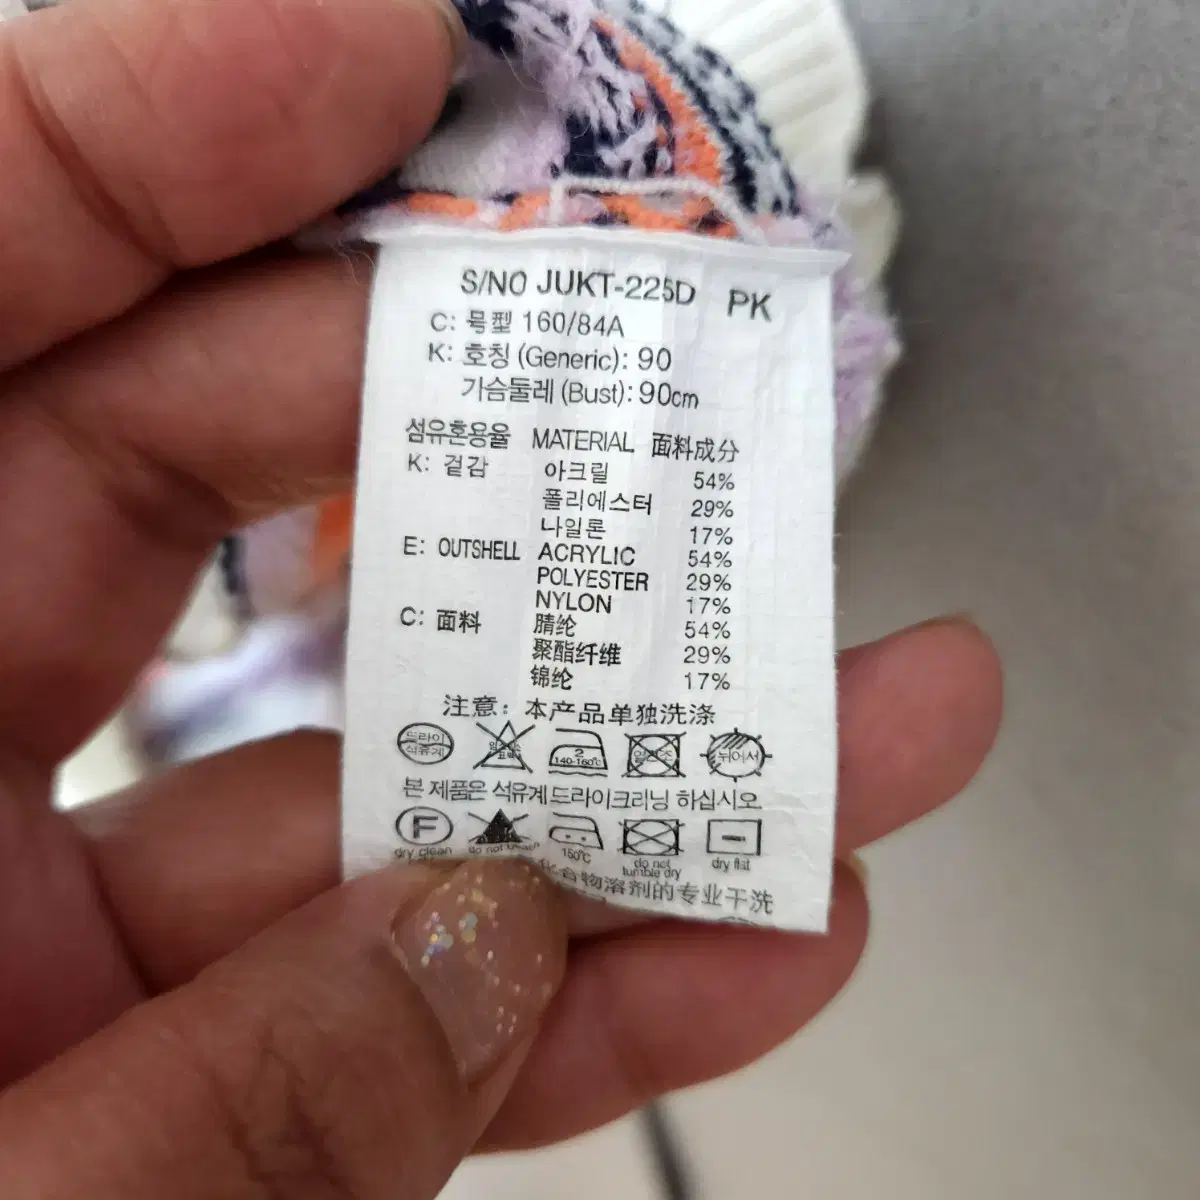 S/NO JUKT-225D PK
C: 号型 160/84A
K: 호칭 (Generic): 90
가슴둘레 (Bust): 90cm
섬유혼용율 MATERIAL 面料成分
K: 겉감 아크릴 54%
폴리에스터 29%
나일론 17%
E: OUTSHELL ACRYLIC 54%
POLYESTER 29%
NYLON 17%
C: 面料 腈纶 54%
聚酯纤维 29%
锦纶 17%
注意：本产品单独洗涤
드라이 석유계
2 140-160℃
뉘어서
본 제품은 석유계드라이크리닝 하십시오
F
dry clean
do not bleach
150℃
do not tumble dry
dry flat
化合物溶剂的专业干洗